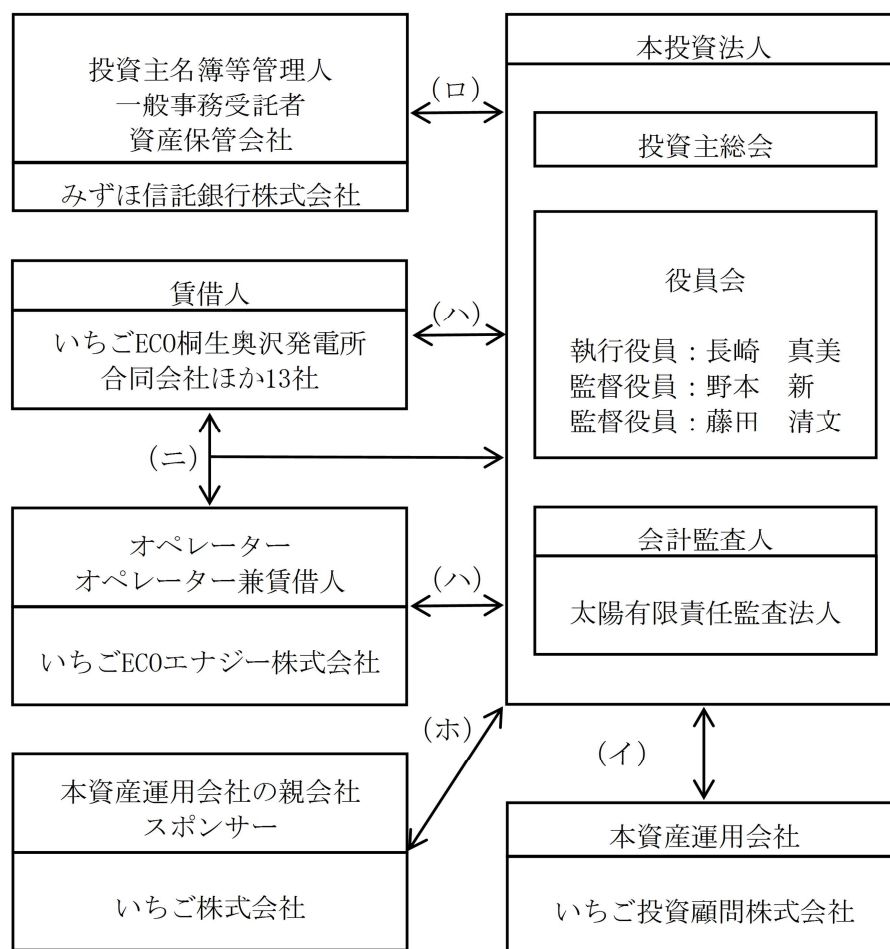 投資主名簿等管理人
一般事務受託者
資産保管会社
みずほ信託銀行株式会社
(ロ)
本投資法人
投資主総会
役員会
執行役員：長崎　真美
監督役員：野本　新
監督役員：藤田　清文
賃借人
いちごECO桐生奥沢発電所
合同会社ほか13社
(ハ)
(ニ)
オペレーター
オペレーター兼賃借人
いちごECOエナジー株式会社
(ハ)
会計監査人
太陽有限責任監査法人
(ホ)
(イ)
本資産運用会社の親会社
スポンサー
いちご株式会社
本資産運用会社
いちご投資顧問株式会社